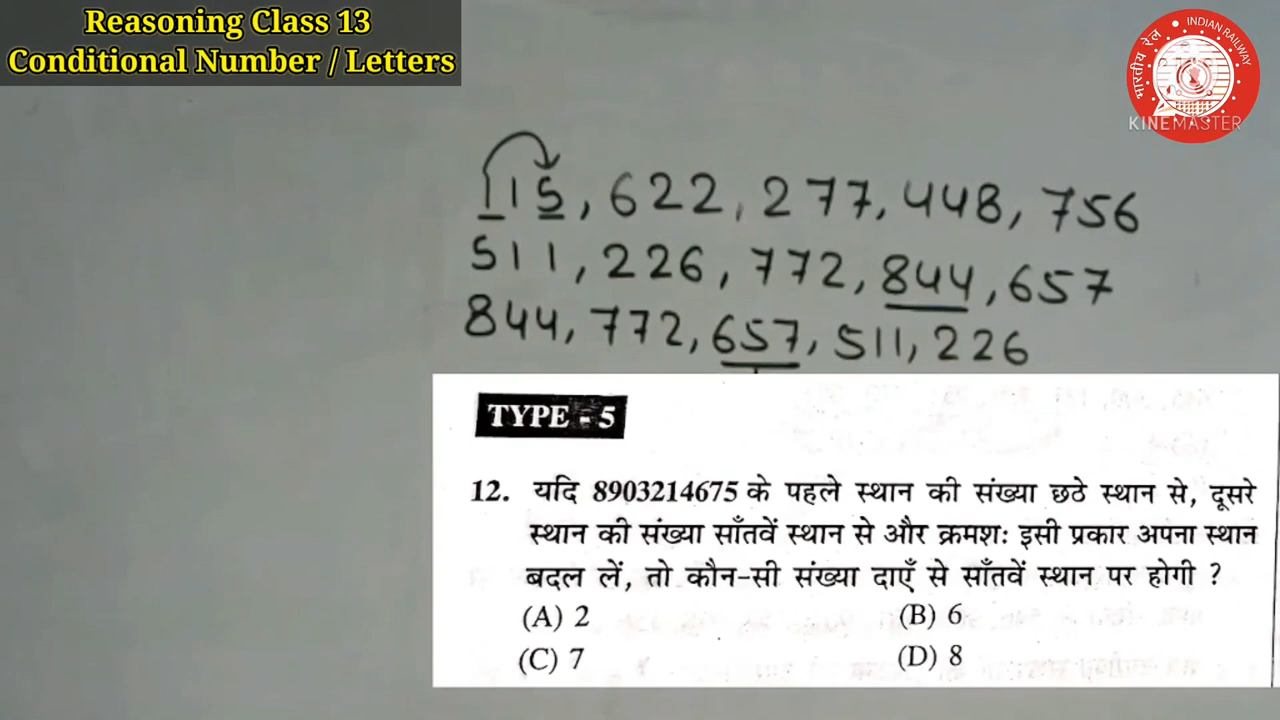 Reasoning Class 13
Conditional Number / Letters
भारतीय रेल
INDIAN RAILWAY
KINEMASTER
115, 622, 277, 448, 756
511, 226, 772, 844, 657
844, 772, 657, 511, 226
TYPE - 5
12. यदि 8903214675 के पहले स्थान की संख्या छठे स्थान से, दूसरे
स्थान की संख्या साँतवें स्थान से और क्रमशः इसी प्रकार अपना स्थान
बदल लें, तो कौन-सी संख्या दाएँ से साँतवें स्थान पर होगी ?
(A) 2 (B) 6
(C) 7 (D) 8